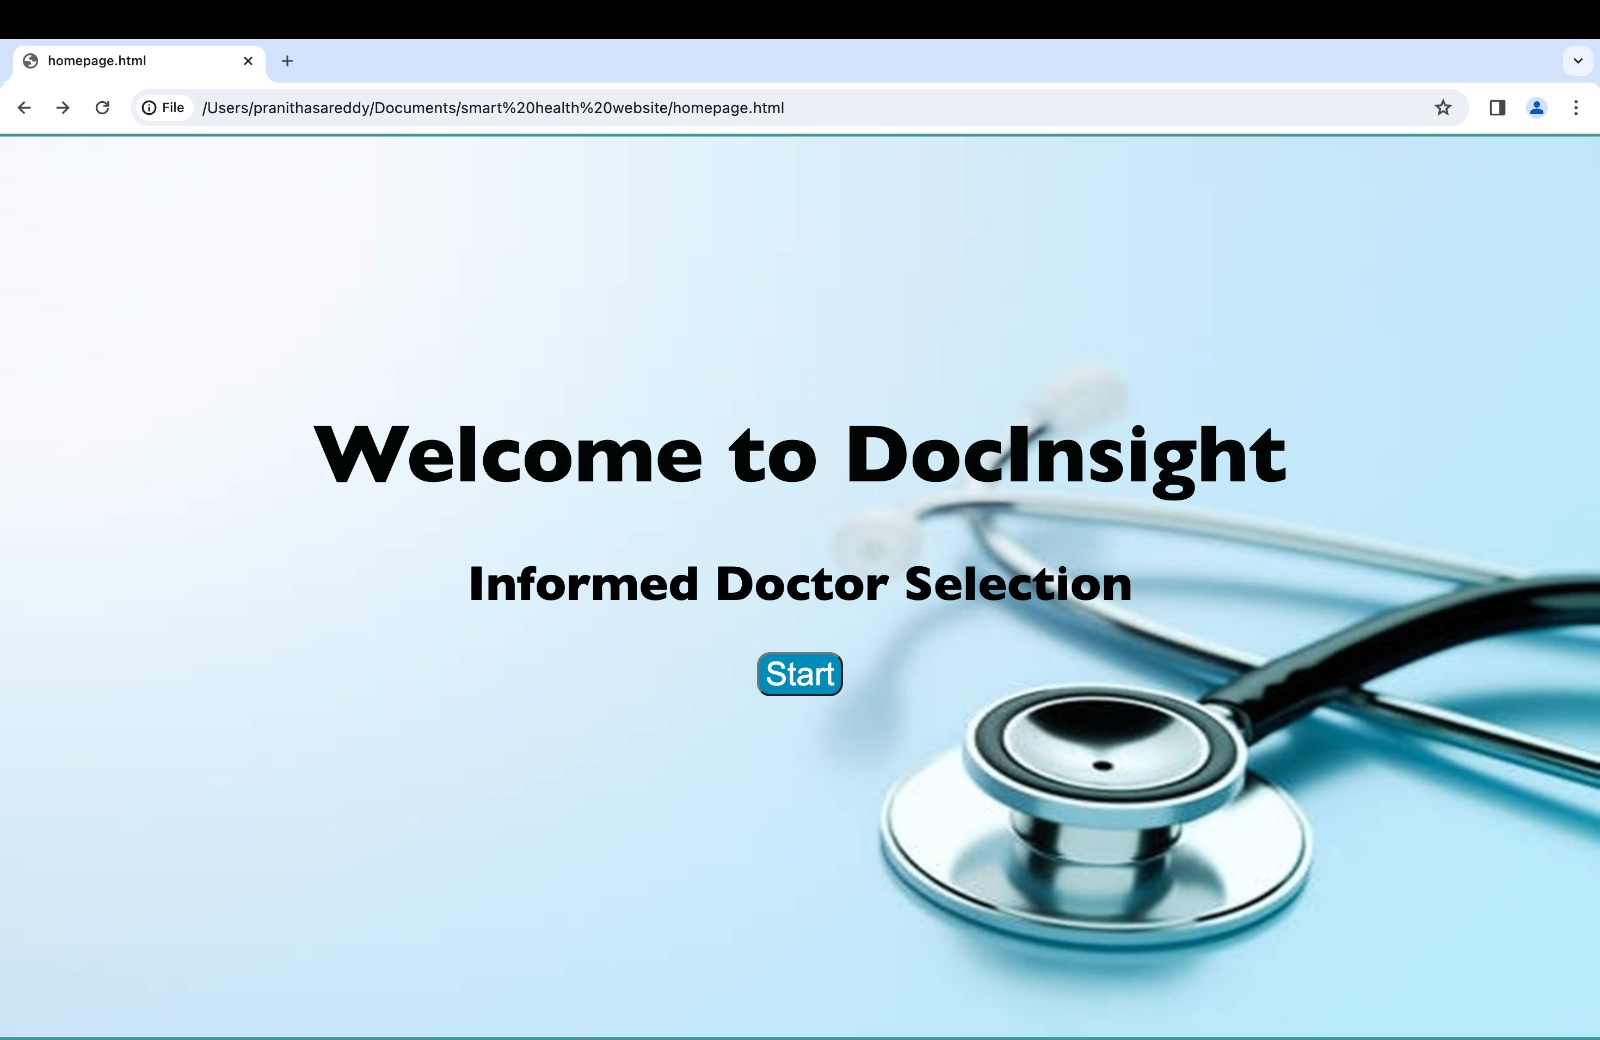 homepage.html
File /Users/pranithasareddy/Documents/smart%20health%20website/homepage.html
Welcome to DocInsight
Informed Doctor Selection
Start